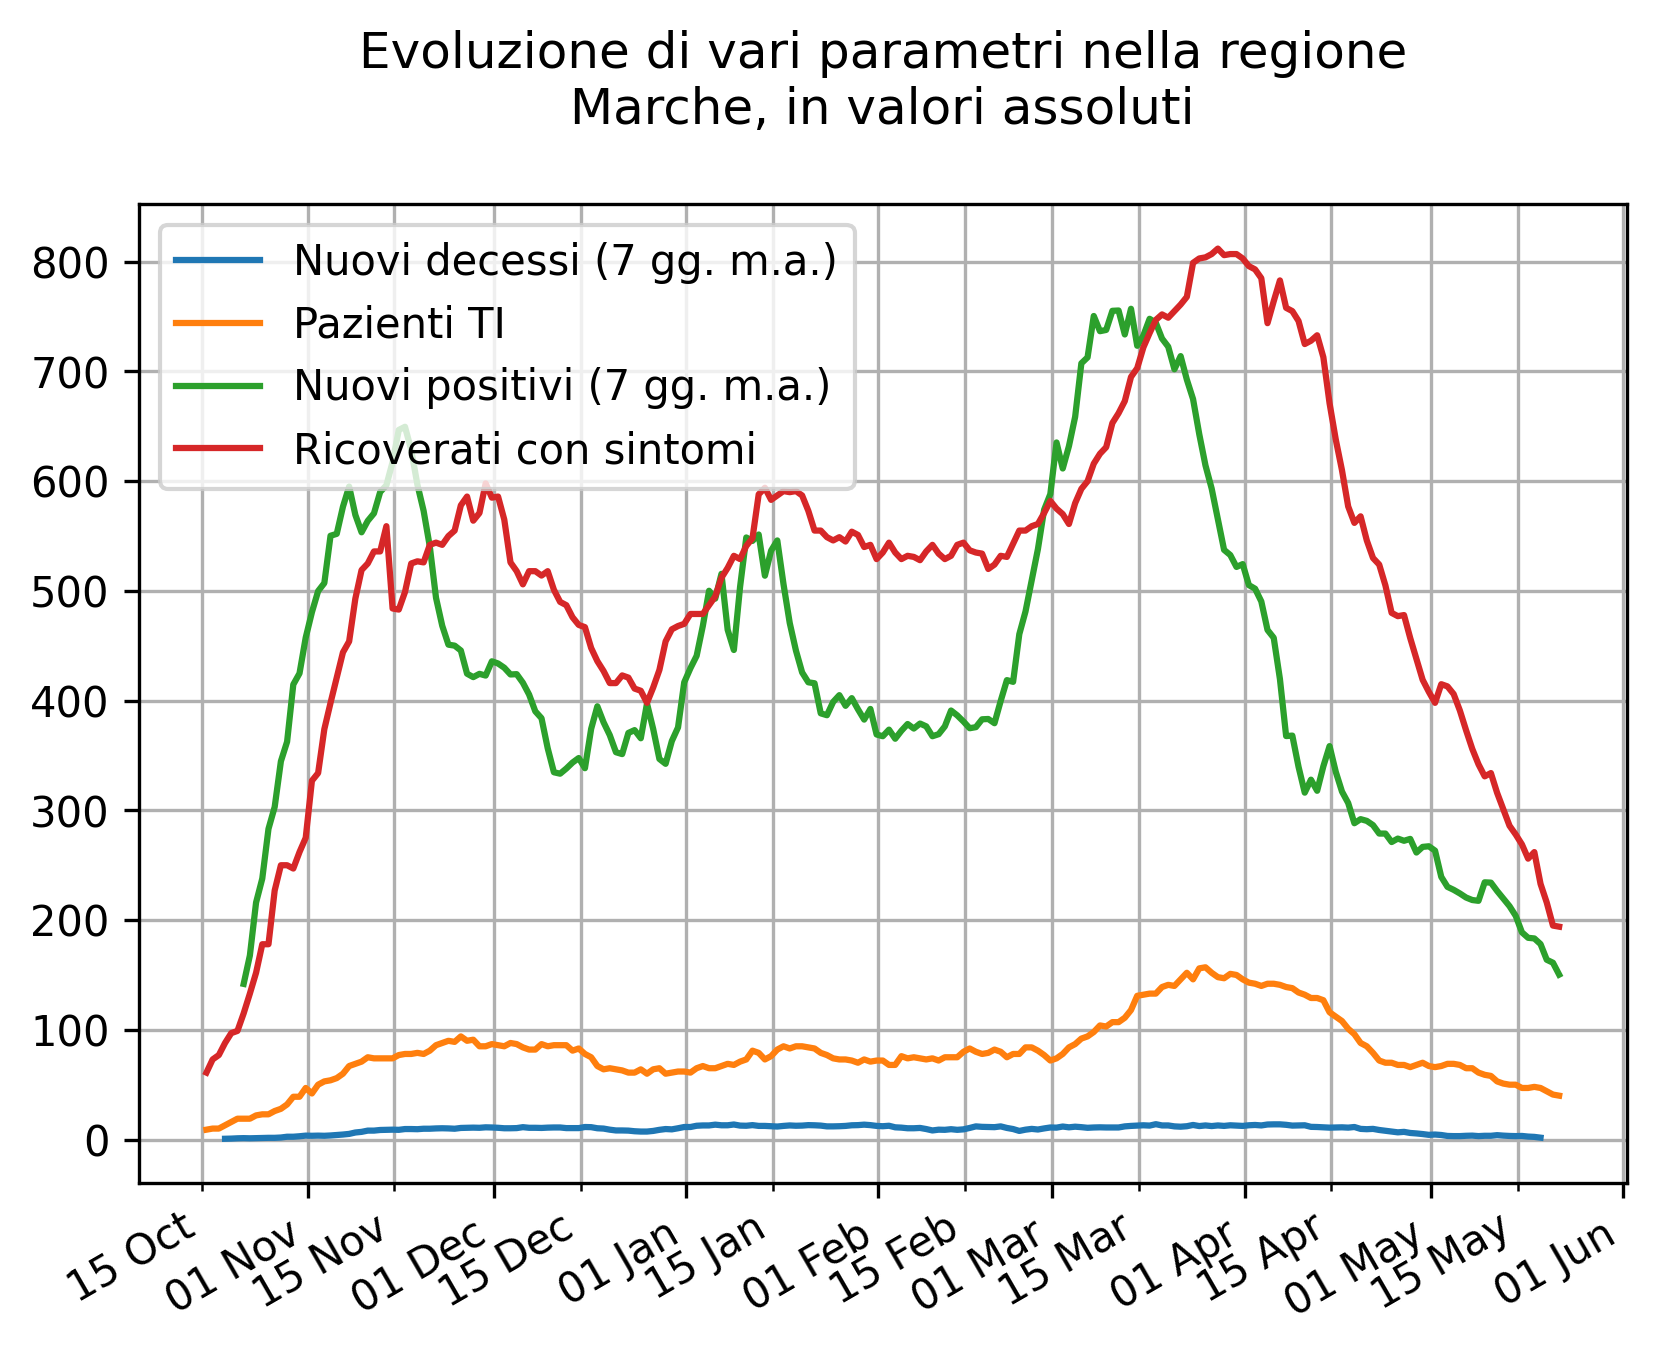 Evoluzione di vari parametri nella regione
Marche, in valori assoluti
Nuovi decessi (7 gg. m.a.)
Pazienti TI
Nuovi positivi (7 gg. m.a.)
Ricoverati con sintomi
800
700
600
500
400
300
200
100
0
15 Oct
01 Nov
15 Nov
01 Dec
15 Dec
01 Jan
15 Jan
01 Feb
15 Feb
01 Mar
15 Mar
01 Apr
15 Apr
01 May
15 May
01 Jun